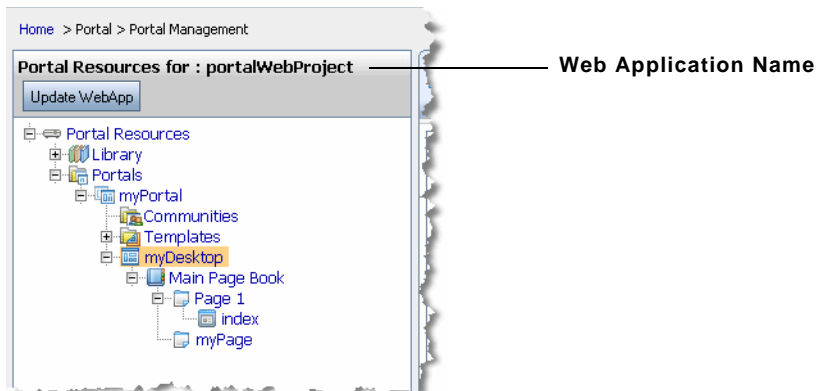 Home > Portal > Portal Management
Portal Resources for : portalWebProject
Web Application Name
Update WebApp
Portal Resources
Library
Portals
myPortal
Communities
Templates
myDesktop
Main Page Book
Page 1
index
myPage